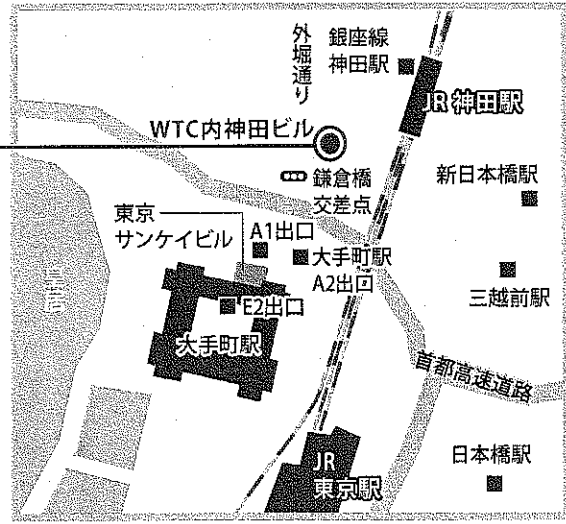 外堀通り
銀座線
神田駅
JR 神田駅
WTC内神田ビル
鎌倉橋
交差点
新日本橋駅
東京
サンケイビル
A1出口
大手町駅
A2出口
三越前駅
皇居
E2出口
大手町駅
首都高速道路
JR
東京駅
日本橋駅